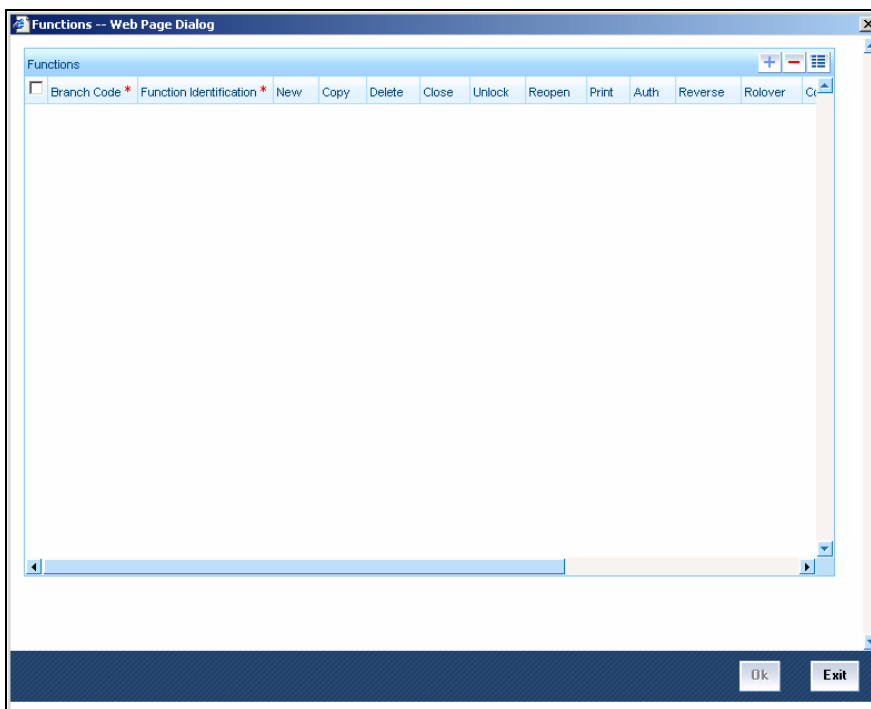 Functions -- Web Page Dialog
Functions
Branch Code * Function Identification * New Copy Delete Close Unlock Reopen Print Auth Reverse Rolover
Ok Exit